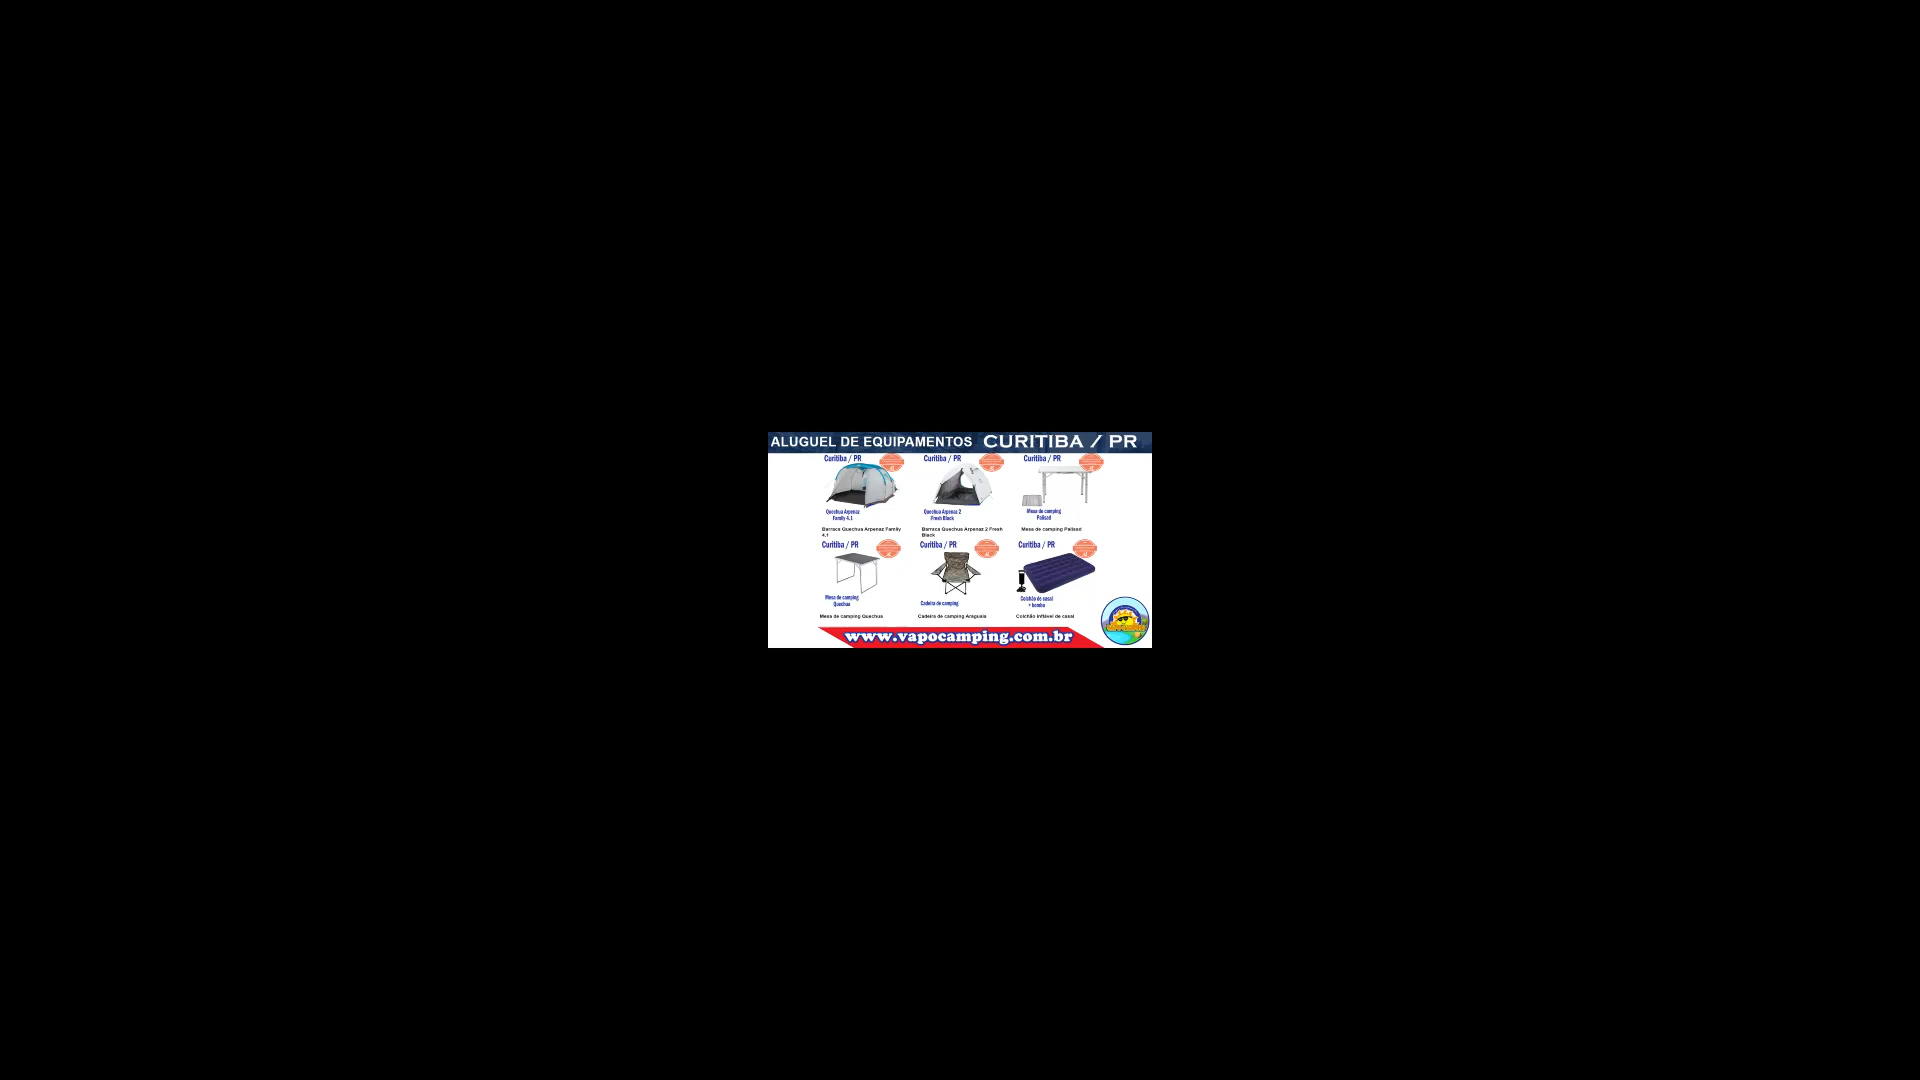 ALUGUEL DE EQUIPAMENTOS CURITIBA / PR
Curitiba / PR
Curitiba / PR
Curitiba / PR
Quechua Arpenaz
Family 4.1
Quechua Arpenaz 2
Fresh Black
Mesa de camping
Palisad
Barraca Quechua Arpenaz Family
4.1
Barraca Quechua Arpenaz 2 Fresh
Black
Mesa de camping Palisad
Curitiba / PR
Curitiba / PR
Curitiba / PR
Mesa de camping
Quechua
Cadeira de camping
Colchão de casal
+ bomba
Mesa de camping Quechua
Cadeira de camping Araguaia
Colchão inflável de casal
www.vapocamping.com.br